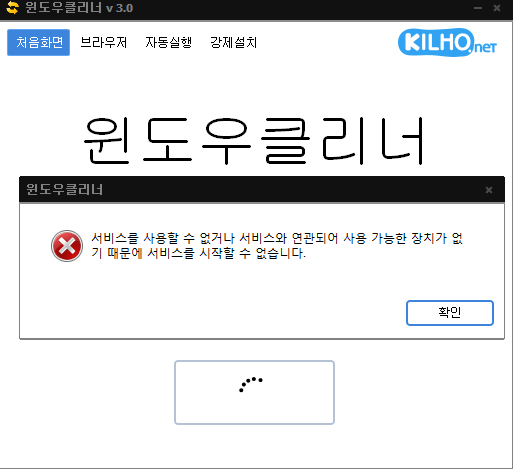 윈도우클리너 v 3.0
처음화면 브라우저 자동실행 강제설치
KILHO.net
윈도우클리너
윈도우클리너
서비스를 사용할 수 없거나 서비스와 연관되어 사용 가능한 장치가 없
기 때문에 서비스를 시작할 수 없습니다.
확인